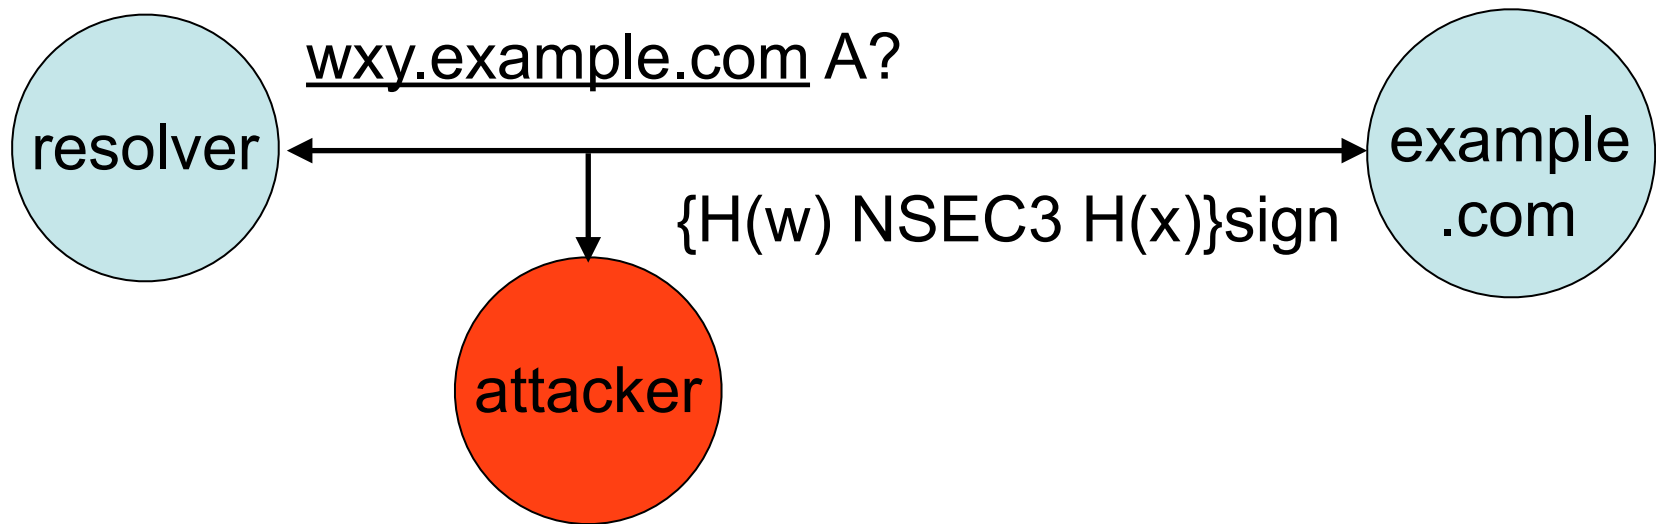 wxy.example.com A?
resolver
example
.com
{H(w) NSEC3 H(x)}sign
attacker